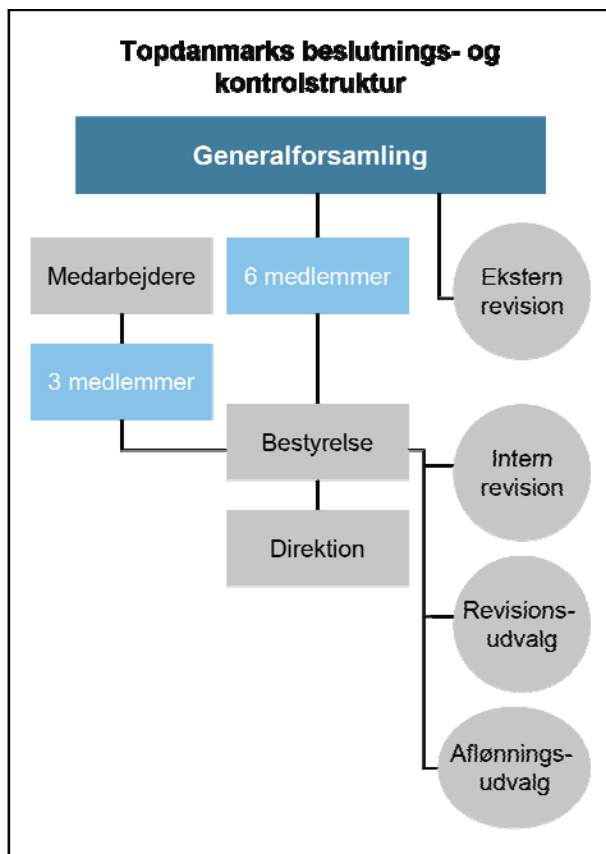 Topdanmarks beslutnings- og
kontrolstruktur
Generalforsamling
Medarbejdere
6 medlemmer
Ekstern
revision
3 medlemmer
Bestyrelse
Intern
revision
Direktion
Revisions-
udvalg
Aflønnings-
udvalg